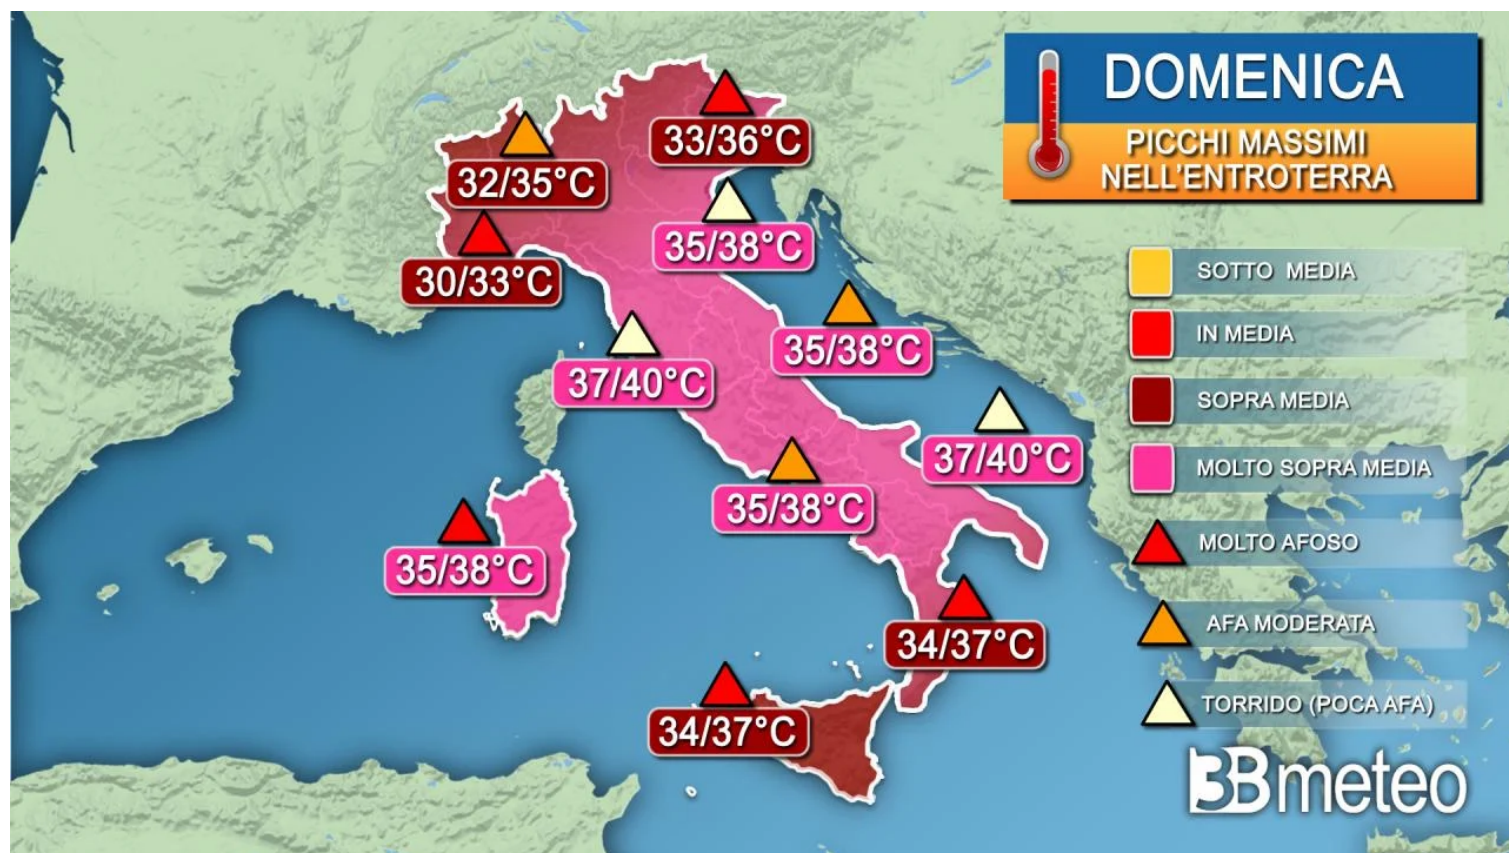 DOMENICA
PICCHI MASSIMI
NELL'ENTROTERRA
33/36°C
32/35°C
35/38°C
30/33°C
35/38°C
37/40°C
37/40°C
35/38°C
35/38°C
34/37°C
34/37°C
SOTTO MEDIA
IN MEDIA
SOPRA MEDIA
MOLTO SOPRA MEDIA
MOLTO AFOSO
AFA MODERATA
TORRIDO (POCA AFA)
3Bmeteo